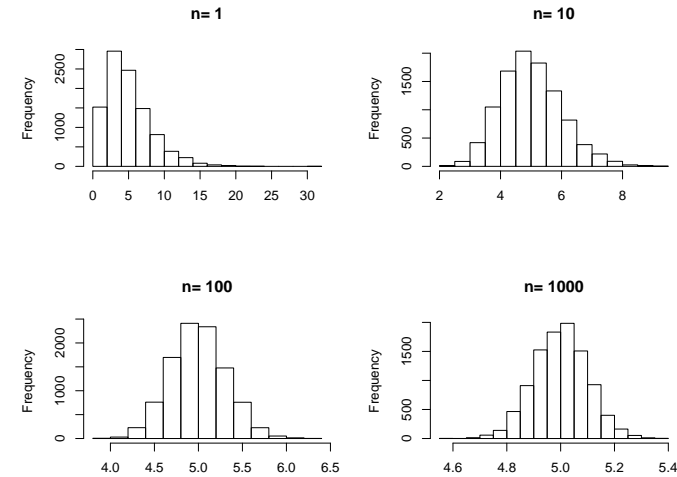 n= 1
Frequency
0 1000 2500
0 5 10 15 20 25 30
n= 10
Frequency
0 500 1500
2 4 6 8
n= 100
Frequency
0 1000 2000
4.0 4.5 5.0 5.5 6.0 6.5
n= 1000
Frequency
0 500 1500
4.6 4.8 5.0 5.2 5.4